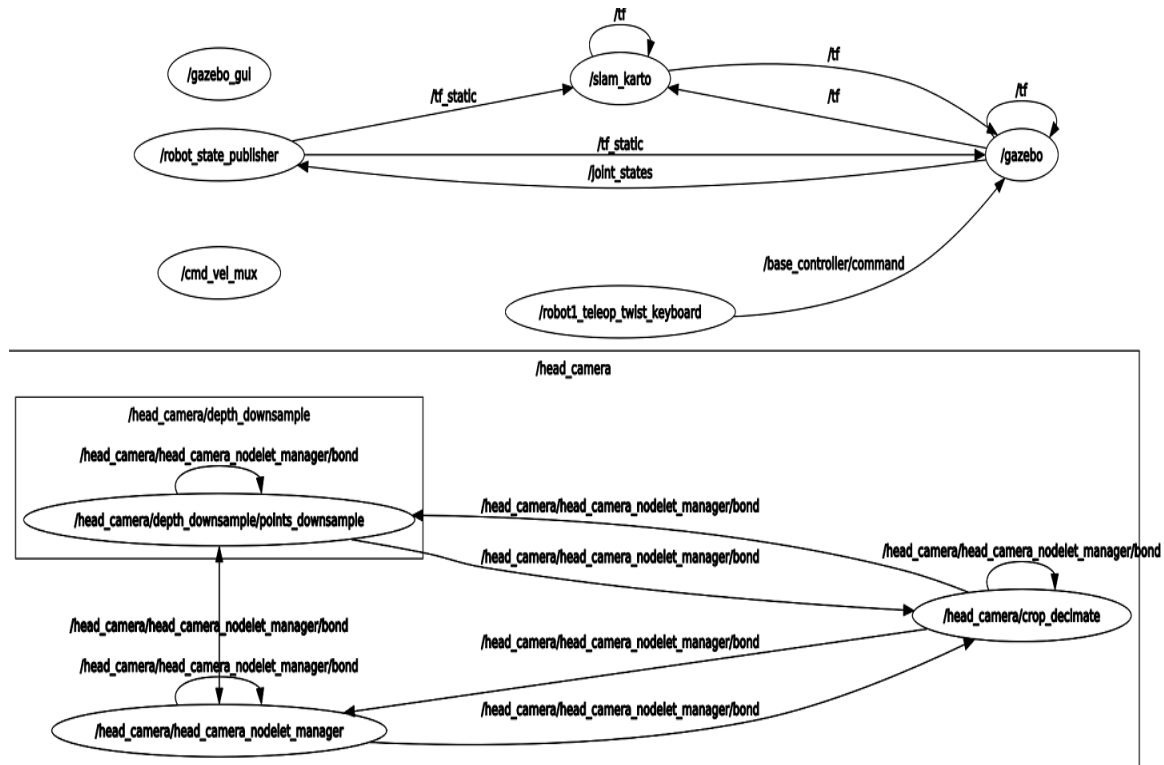 /tf
/gazebo_gui
/slam_karto
/tf
/tf
/tf_static
/tf
/robot_state_publisher
/tf_static
/gazebo
/joint_states
/cmd_vel_mux
/base_controller/command
/robot1_teleop_twist_keyboard
/head_camera
/head_camera/depth_downsample
/head_camera/head_camera_nodelet_manager/bond
/head_camera/depth_downsample/points_downsample
/head_camera/head_camera_nodelet_manager/bond
/head_camera/head_camera_nodelet_manager/bond
/head_camera/head_camera_nodelet_manager/bond
/head_camera/crop_decimate
/head_camera/head_camera_nodelet_manager/bond
/head_camera/head_camera_nodelet_manager/bond
/head_camera/head_camera_nodelet_manager/bond
/head_camera/head_camera_nodelet_manager/bond
/head_camera/head_camera_nodelet_manager